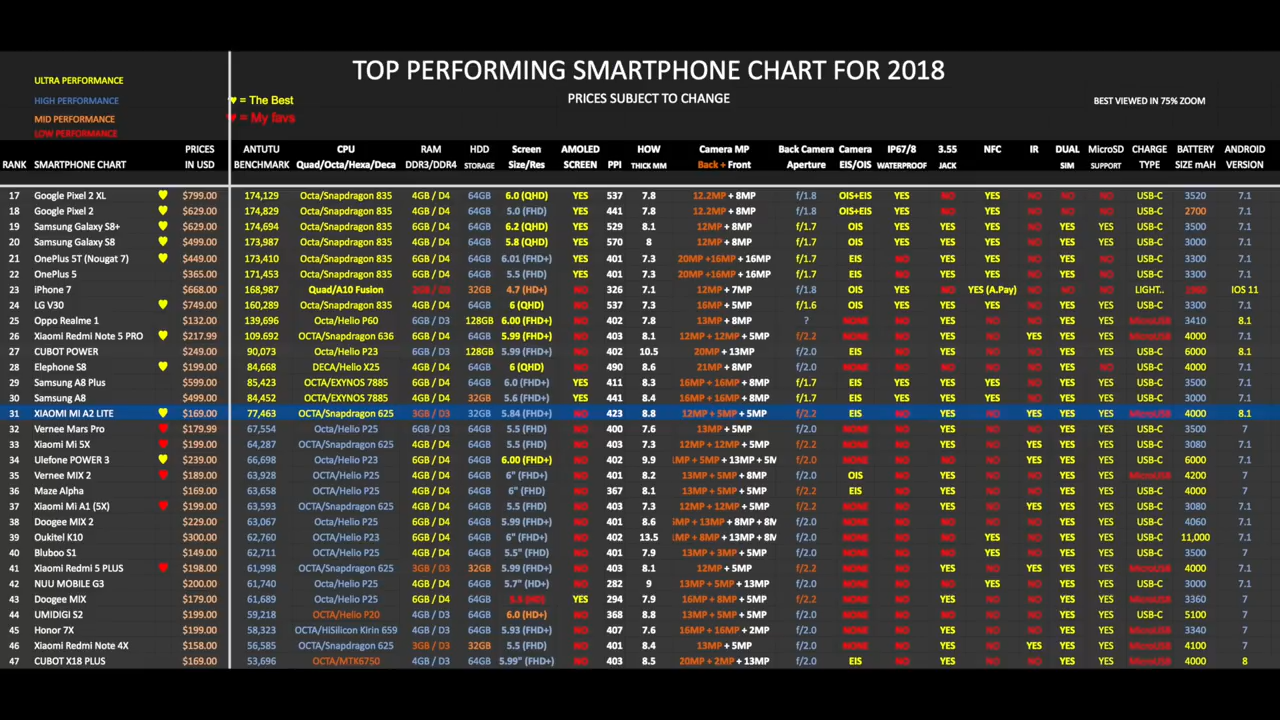 TOP PERFORMING SMARTPHONE CHART FOR 2018
ULTRA PERFORMANCE
PRICES SUBJECT TO CHANGE
HIGH PERFORMANCE ♥ = The Best BEST VIEWED IN 75% ZOOM
MID PERFORMANCE ♥ = My favs
LOW PERFORMANCE
PRICES ANTUTU CPU RAM HDD Screen AMOLED HOW Camera MP Back Camera Camera IP67/8 3.55 NFC IR DUAL MicroSD CHARGE BATTERY ANDROID
RANK SMARTPHONE CHART IN USD BENCHMARK Quad/Octa/Hexa/Deca DDR3/DDR4 STORAGE Size/Res SCREEN PPI THICK MM Back + Front Aperture EIS/OIS WATERPROOF JACK SIM SUPPORT TYPE SIZE mAH VERSION
17 Google Pixel 2 XL ♥ $799.00 174,129 Octa/Snapdragon 835 4GB / D4 64GB 6.0 (QHD) YES 537 7.8 12.2MP + 8MP f/1.8 OIS+EIS YES NO YES NO NO NO USB-C 3520 7.1
18 Google Pixel 2 ♥ $629.00 174,829 Octa/Snapdragon 835 4GB / D4 64GB 5.0 (FHD) YES 441 7.8 12.2MP + 8MP f/1.8 OIS+EIS YES NO YES NO NO NO USB-C 2700 7.1
19 Samsung Galaxy S8+ ♥ $629.00 174,694 Octa/Snapdragon 835 4GB / D4 64GB 6.2 (QHD) YES 529 8.1 12MP + 8MP f/1.7 OIS YES YES YES NO YES YES USB-C 3500 7.1
20 Samsung Galaxy S8 ♥ $499.00 173,987 Octa/Snapdragon 835 4GB / D4 64GB 5.8 (QHD) YES 570 8 12MP + 8MP f/1.7 OIS YES YES YES NO YES YES USB-C 3000 7.1
21 OnePlus 5T (Nougat 7) ♥ $449.00 173,410 Octa/Snapdragon 835 6GB / D4 64GB 6.01 (FHD+) YES 401 7.3 20MP +16MP + 16MP f/1.7 EIS NO YES YES NO YES NO USB-C 3300 7.1
22 OnePlus 5 $365.00 171,453 Octa/Snapdragon 835 6GB / D4 64GB 5.5 (FHD) YES 401 7.3 20MP +16MP + 16MP f/1.7 EIS NO YES YES NO YES NO USB-C 3300 7.1
23 iPhone 7 $668.00 168,987 Quad/A10 Fusion 32GB 4.7 (HD+) NO 326 7.1 12MP + 7MP f/1.8 OIS YES NO YES (A.Pay) NO NO NO LIGHT.. 1960 IOS 11
24 LG V30 ♥ $749.00 160,289 Octa/Snapdragon 835 4GB / D4 64GB 6 (QHD) YES 537 7.3 16MP + 5MP f/1.6 OIS YES YES YES NO YES YES USB-C 3300 7.1
25 Oppo Realme 1 $132.00 139,696 Octa/Helio P60 6GB / D3 128GB 6.00 (FHD+) NO 402 7.8 13MP + 8MP ? NONE NO YES NO NO YES YES MicroUSB 3410 8.1
26 Xiaomi Redmi Note 5 PRO ♥ $217.99 109.692 OCTA/Snapdragon 636 4GB / D4 64GB 5.99 (FHD+) NO 403 8.1 12MP + 12MP + 5MP f/2.2 NONE NO YES NO YES YES YES MicroUSB 4000 7.1
27 CUBOT POWER $249.00 90,073 Octa/Helio P23 6GB / D3 128GB 5.99 (FHD+) NO 402 10.5 20MP + 13MP f/2.0 EIS NO YES NO NO YES YES USB-C 6000 8.1
28 Elephone S8 ♥ $199.00 84,668 DECA/Helio X25 4GB / D4 64GB 6 (QHD) NO 490 8.6 21MP + 8MP f/2.0 NONE NO NO NO NO YES NO USB-C 4000 7.1
29 Samsung A8 Plus $599.00 85,423 OCTA/EXYNOS 7885 4GB / D4 64GB 6.0 (FHD+) YES 411 8.3 16MP + 16MP + 8MP f/1.7 EIS YES YES YES NO YES YES USB-C 3500 7.1
30 Samsung A8 $499.00 84,452 OCTA/EXYNOS 7885 4GB / D4 32GB 5.6 (FHD+) YES 441 8.4 16MP + 16MP + 8MP f/1.7 EIS YES YES YES NO YES YES USB-C 3000 7.1
31 XIAOMI MI A2 LITE ♥ $169.00 77,463 OCTA/Snapdragon 625 3GB / D3 32GB 5.84 (FHD+) NO 423 8.8 12MP + 5MP + 5MP f/2.2 EIS NO YES NO YES YES YES MicroUSB 4000 8.1
32 Vernee Mars Pro ♥ $179.99 67,554 OCTA/Helio P25 6GB / D4 64GB 5.5 (FHD) NO 400 7.6 13MP + 5MP f/2.0 NONE NO YES NO NO YES YES USB-C 3500 7
33 Xiaomi Mi 5X ♥ $199.00 64,287 OCTA/Snapdragon 625 4GB / D3 64GB 5.5 (FHD) NO 403 7.3 12MP + 12MP + 5MP f/2.2 NONE NO YES NO YES YES YES USB-C 3080 7.1
34 Ulefone POWER 3 ♥ $239.00 66,698 Octa/Helio P23 6GB / D4 64GB 6.00 (FHD+) NO 402 9.9 1MP + 5MP + 13MP + 5M f/2.0 NONE NO NO NO YES YES YES USB-C 6000 7.1
35 Vernee MIX 2 ♥ $189.00 63,928 Octa/Helio P25 6GB / D4 64GB 6" (FHD) NO 401 8.2 13MP + 5MP + 8MP f/2.0 NONE NO YES NO NO YES YES MicroUSB 4200 7
36 Maze Alpha $169.00 63,658 OCTA/Helio P25 4GB / D4 64GB 6" (FHD) NO 367 8.1 13MP + 5MP + 5MP f/2.2 EIS NO YES NO NO YES YES USB-C 4000 7
37 Xiaomi Mi A1 (5X) ♥ $199.00 63,593 OCTA/Snapdragon 625 4GB / D3 64GB 5.5 (FHD) NO 403 7.3 12MP + 12MP + 5MP f/2.2 NONE NO YES NO YES YES YES USB-C 3080 7.1
38 Doogee MIX 2 $229.00 63,067 Octa/Helio P25 6GB / D4 64GB 5.99 (FHD+) NO 401 8.6 6MP + 13MP + 8MP + 8M f/2.0 NONE NO NO NO NO YES YES USB-C 4060 7.1
39 Oukitel K10 $300.00 62,760 OCTA/Helio P23 6GB / D4 64GB 6" (FHD+) NO 402 13.5 1MP + 8MP + 13MP + 8M f/2.0 NONE NO NO YES NO YES YES USB-C 11,000 7.1
40 Bluboo S1 $149.00 62,711 OCTA/Helio P25 4GB / D4 64GB 5.5" (FHD) NO 401 7.9 13MP + 3MP + 5MP f/2.0 NONE NO NO NO NO YES YES USB-C 3500 7
41 Xiaomi Redmi 5 PLUS ♥ $198.00 61,998 OCTA/Snapdragon 625 3GB / D3 32GB 5.99 (FHD+) NO 403 8.1 12MP + 5MP f/2.2 NONE NO YES NO YES YES YES MicroUSB 4000 7.1
42 NUU MOBILE G3 $200.00 61,740 Octa/Helio P25 4GB / D3 64GB 5.7" (HD+) NO 282 9 13MP + 5MP + 13MP f/2.0 NONE NO NO YES NO YES YES USB-C 3000 7.1
43 Doogee MIX $179.00 61,689 Octa/Helio P25 6GB / D4 64GB 5.5 (HD) YES 294 7.9 16MP + 8MP + 5MP f/2.0 NONE NO YES NO NO YES YES MicroUSB 3360 7
44 UMIDIGI S2 $199.00 59,218 OCTA/Helio P20 4GB / D3 64GB 6.0 (HD+) NO 368 8.8 13MP + 5MP + 5MP f/2.0 NONE NO NO NO NO YES YES USB-C 5100 7
45 Honor 7X $199.00 58,323 OCTA/HiSilicon Kirin 659 4GB / D3 64GB 5.93 (FHD+) NO 407 7.6 16MP + 16MP + 2MP f/2.0 NONE NO YES NO NO YES YES MicroUSB 3340 7
46 Xiaomi Redmi Note 4X $158.00 56,585 OCTA/Snapdragon 625 3GB / D3 32GB 5.5 (FHD) NO 401 8.4 13MP + 5MP f/2.0 NONE NO YES NO YES YES YES MicroUSB 4100 7
47 CUBOT X18 PLUS $169.00 53,696 OCTA/MTK6750 4GB / D3 64GB 5.99" (FHD+) NO 403 8.5 20MP + 2MP + 13MP f/2.0 EIS NO YES NO NO YES YES MicroUSB 4000 8